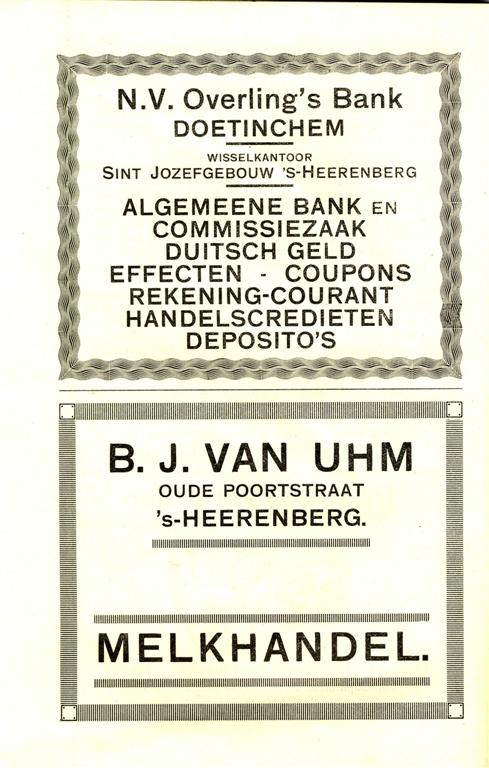 N.V. Overling's Bank
DOETINCHEM
WISSELKANTOOR
SINT JOZEFGEBOUW 's-HEERENBERG
ALGEMEENE BANK EN
COMMISSIEZAAK
DUITSCH GELD
EFFECTEN - COUPONS
REKENING-COURANT
HANDELSCREDIETEN
DEPOSITO'S
B. J. VAN UHM
OUDE POORTSTRAAT
's-HEERENBERG.
MELKHANDEL.